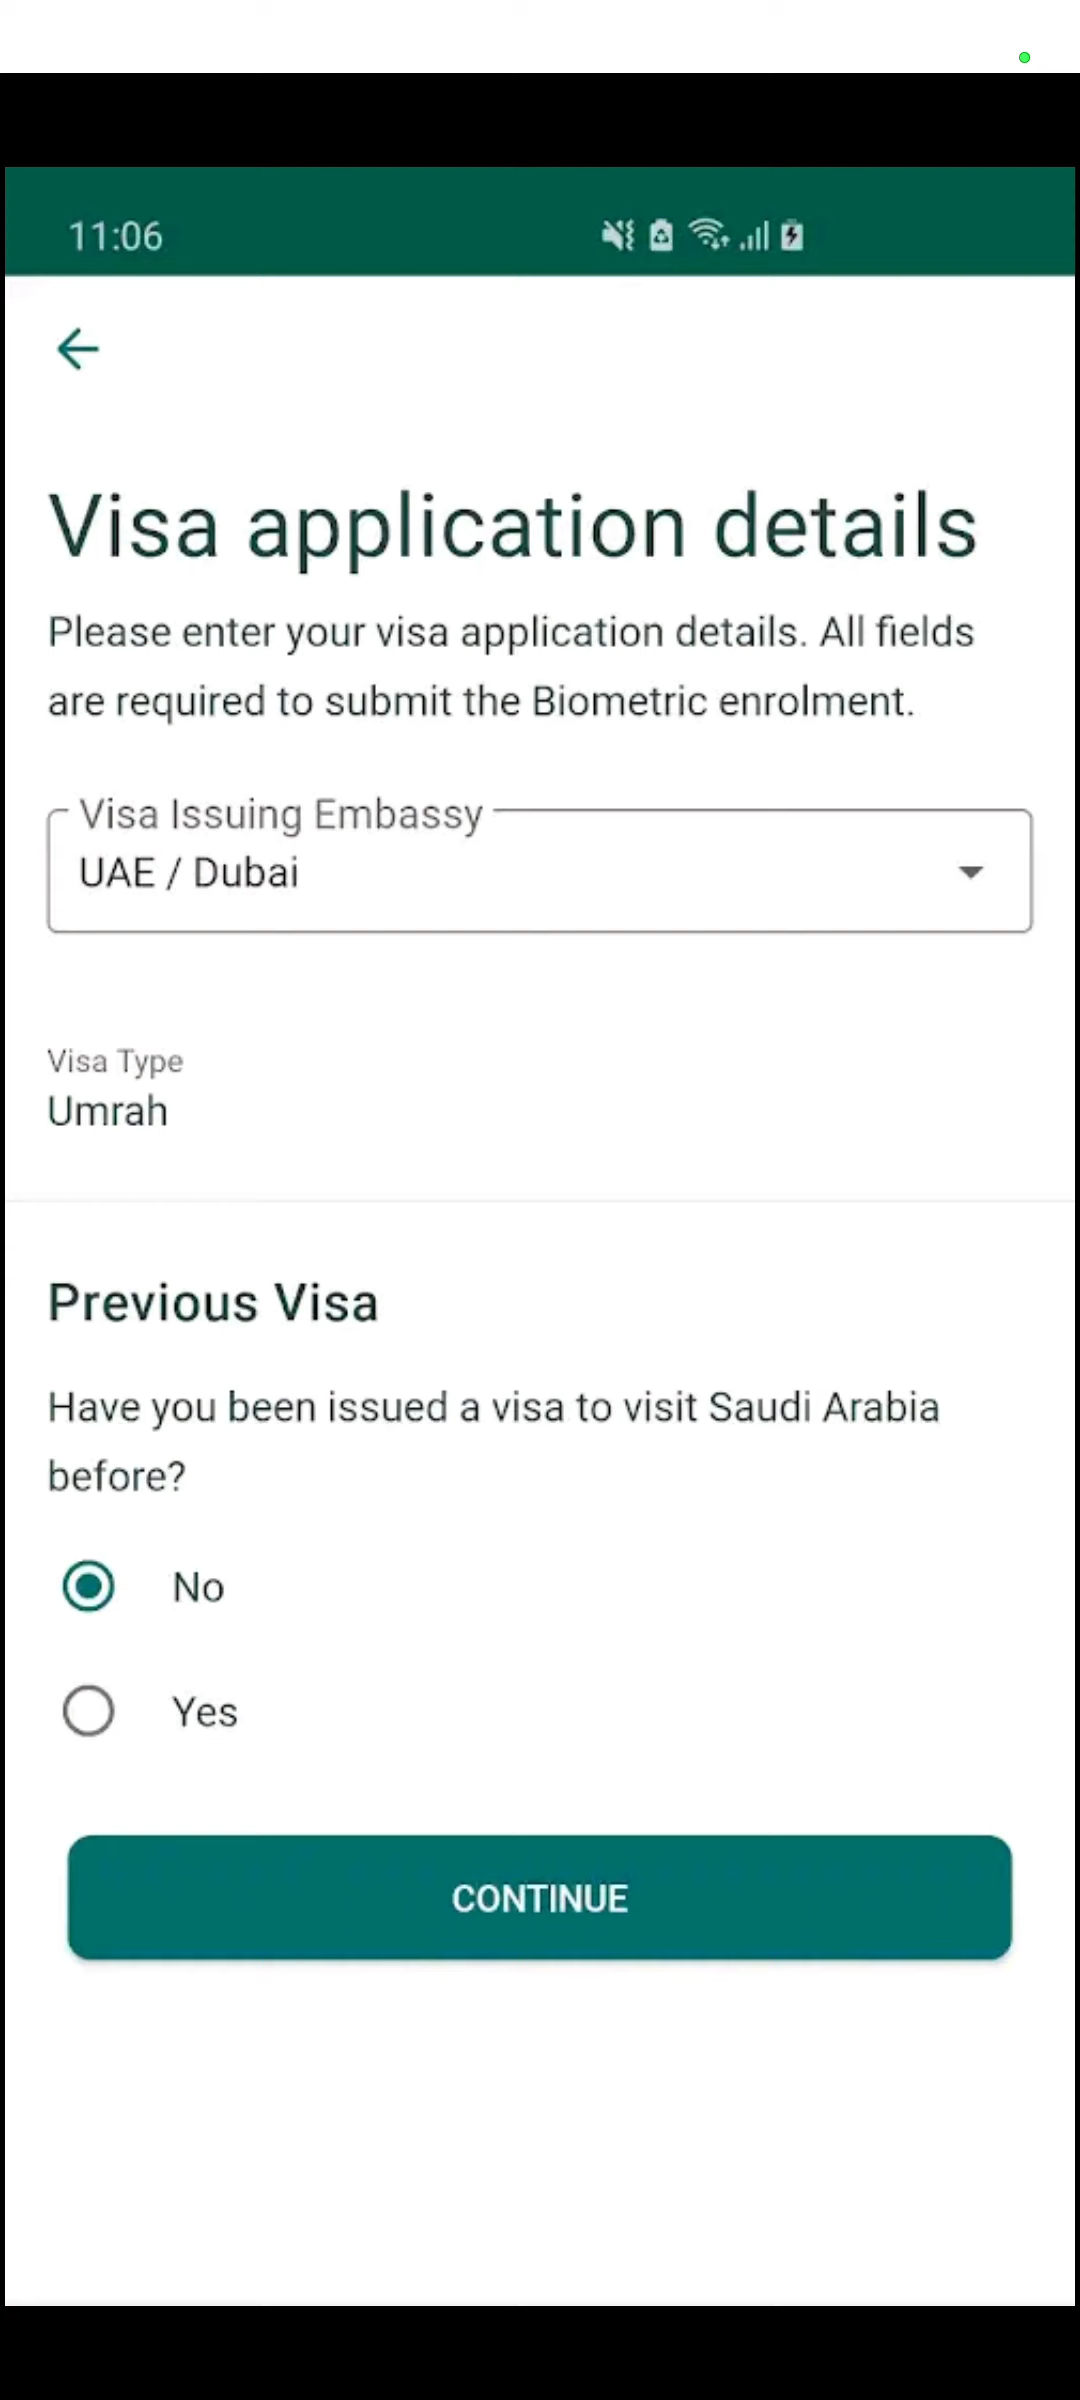 11:06
Visa application details
Please enter your visa application details. All fields
are required to submit the Biometric enrolment.
Visa Issuing Embassy
UAE / Dubai
Visa Type
Umrah
Previous Visa
Have you been issued a visa to visit Saudi Arabia
before?
No
Yes
CONTINUE